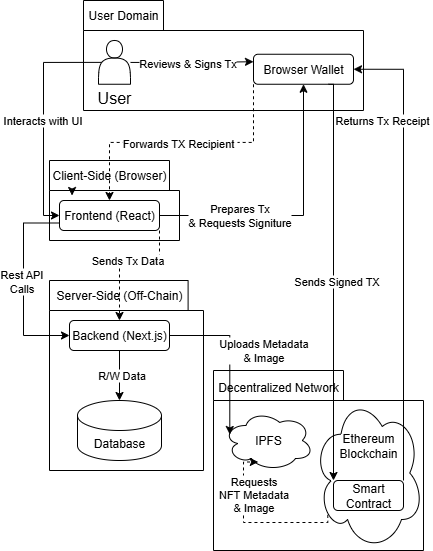 User Domain
Reviews & Signs Tx
Browser Wallet
User
Interacts with UI
Returns Tx Receipt
Forwards TX Recipient
Client-Side (Browser)
Frontend (React)
Prepares Tx
& Requests Signiture
Sends Tx Data
Rest API
Calls
Sends Signed TX
Server-Side (Off-Chain)
Backend (Next.js)
Uploads Metadata
& Image
R/W Data
Decentralized Network
Database
IPFS
Ethereum
Blockchain
Requests
NFT Metadata
& Image
Smart
Contract